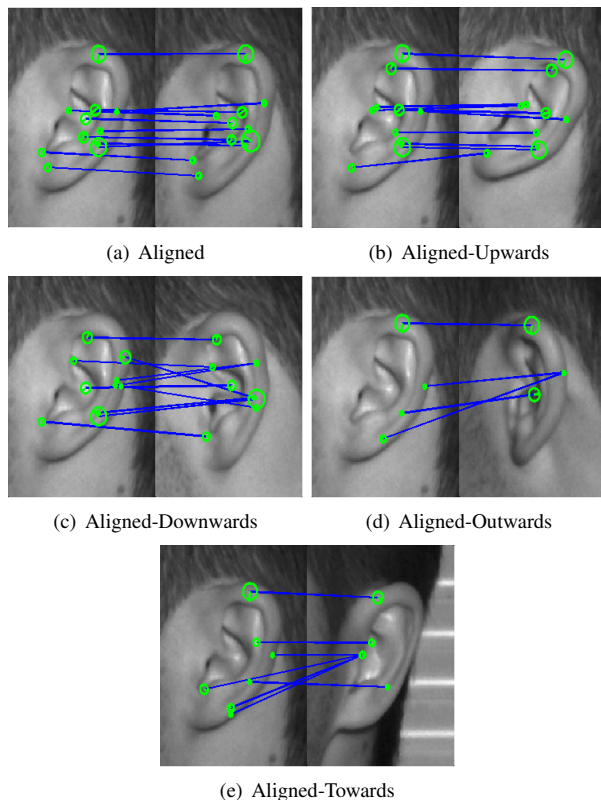 (a) Aligned
(b) Aligned-Upwards
(c) Aligned-Downwards
(d) Aligned-Outwards
(e) Aligned-Towards